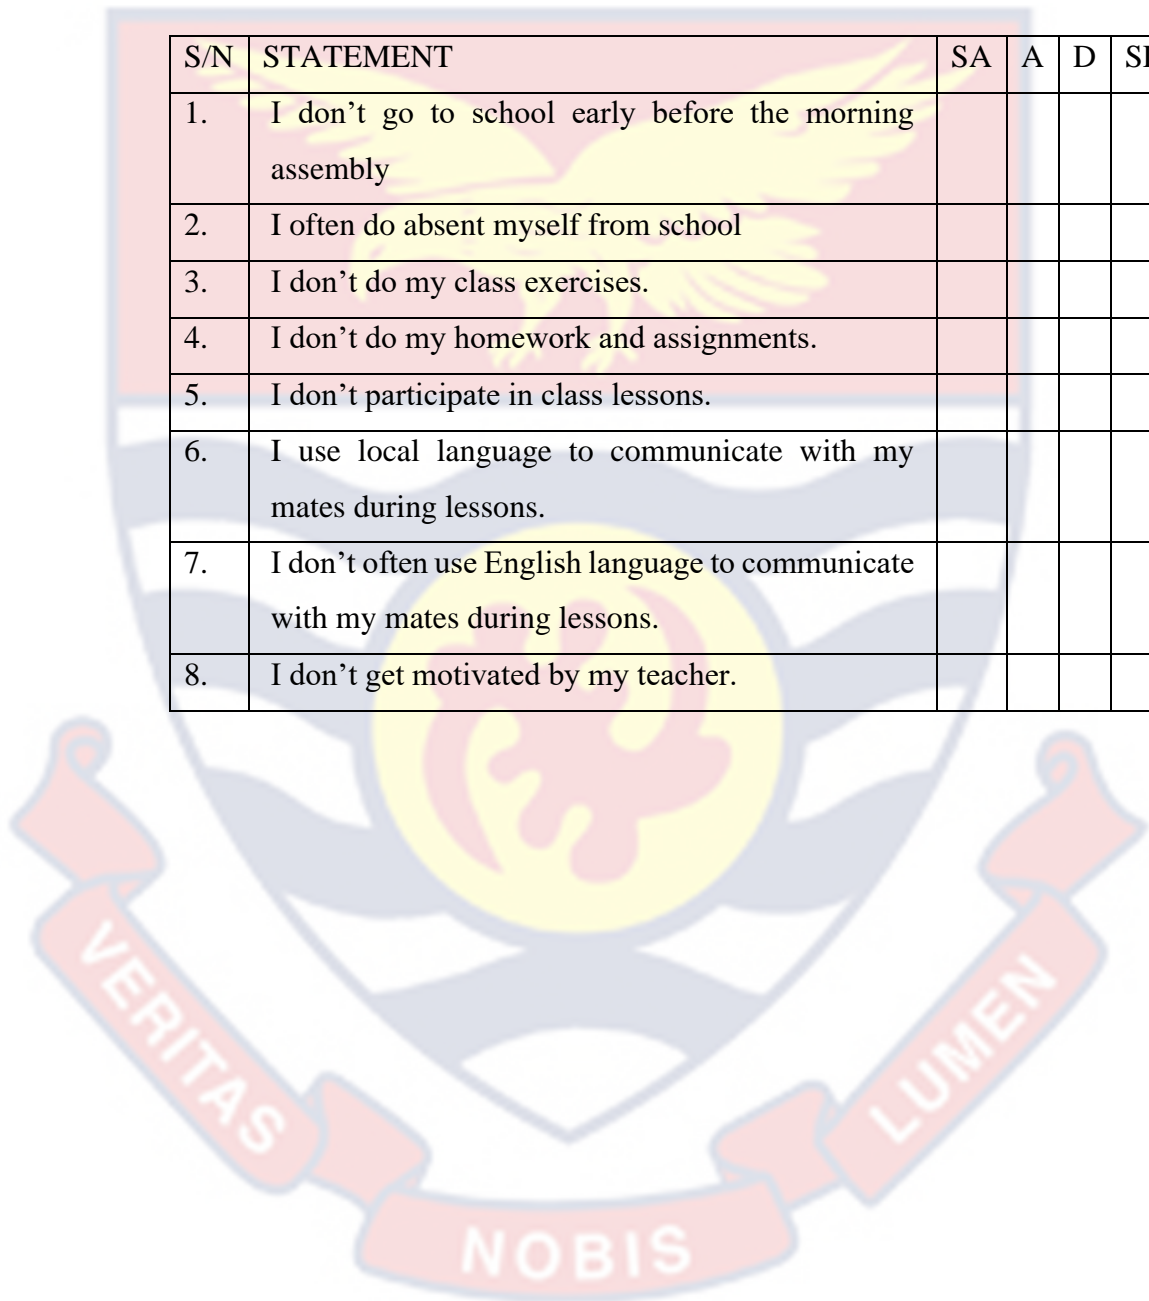 S/N STATEMENT SA A D
1. I don’t go to school early before the morning
assembly
2. I often do absent myself from school
3. I don’t do my class exercises.
4. I don’t do my homework and assignments.
5. I don’t participate in class lessons.
6. I use local language to communicate with my
mates during lessons.
7. I don’t often use English language to communicate
with my mates during lessons.
8. I don’t get motivated by my teacher.
VERITAS
NOBIS
LUMEN